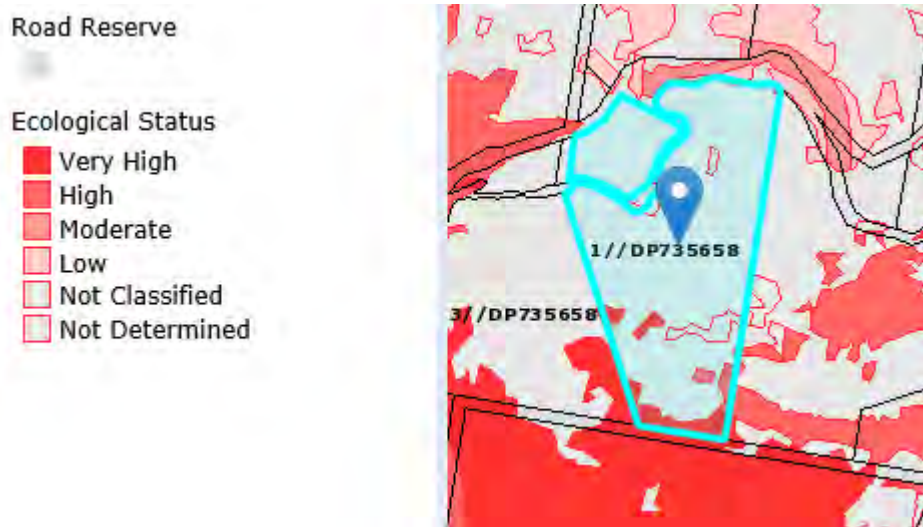 Road Reserve
Ecological Status
Very High
High
Moderate
Low
Not Classified
Not Determined
1//DP735658
3//DP735658